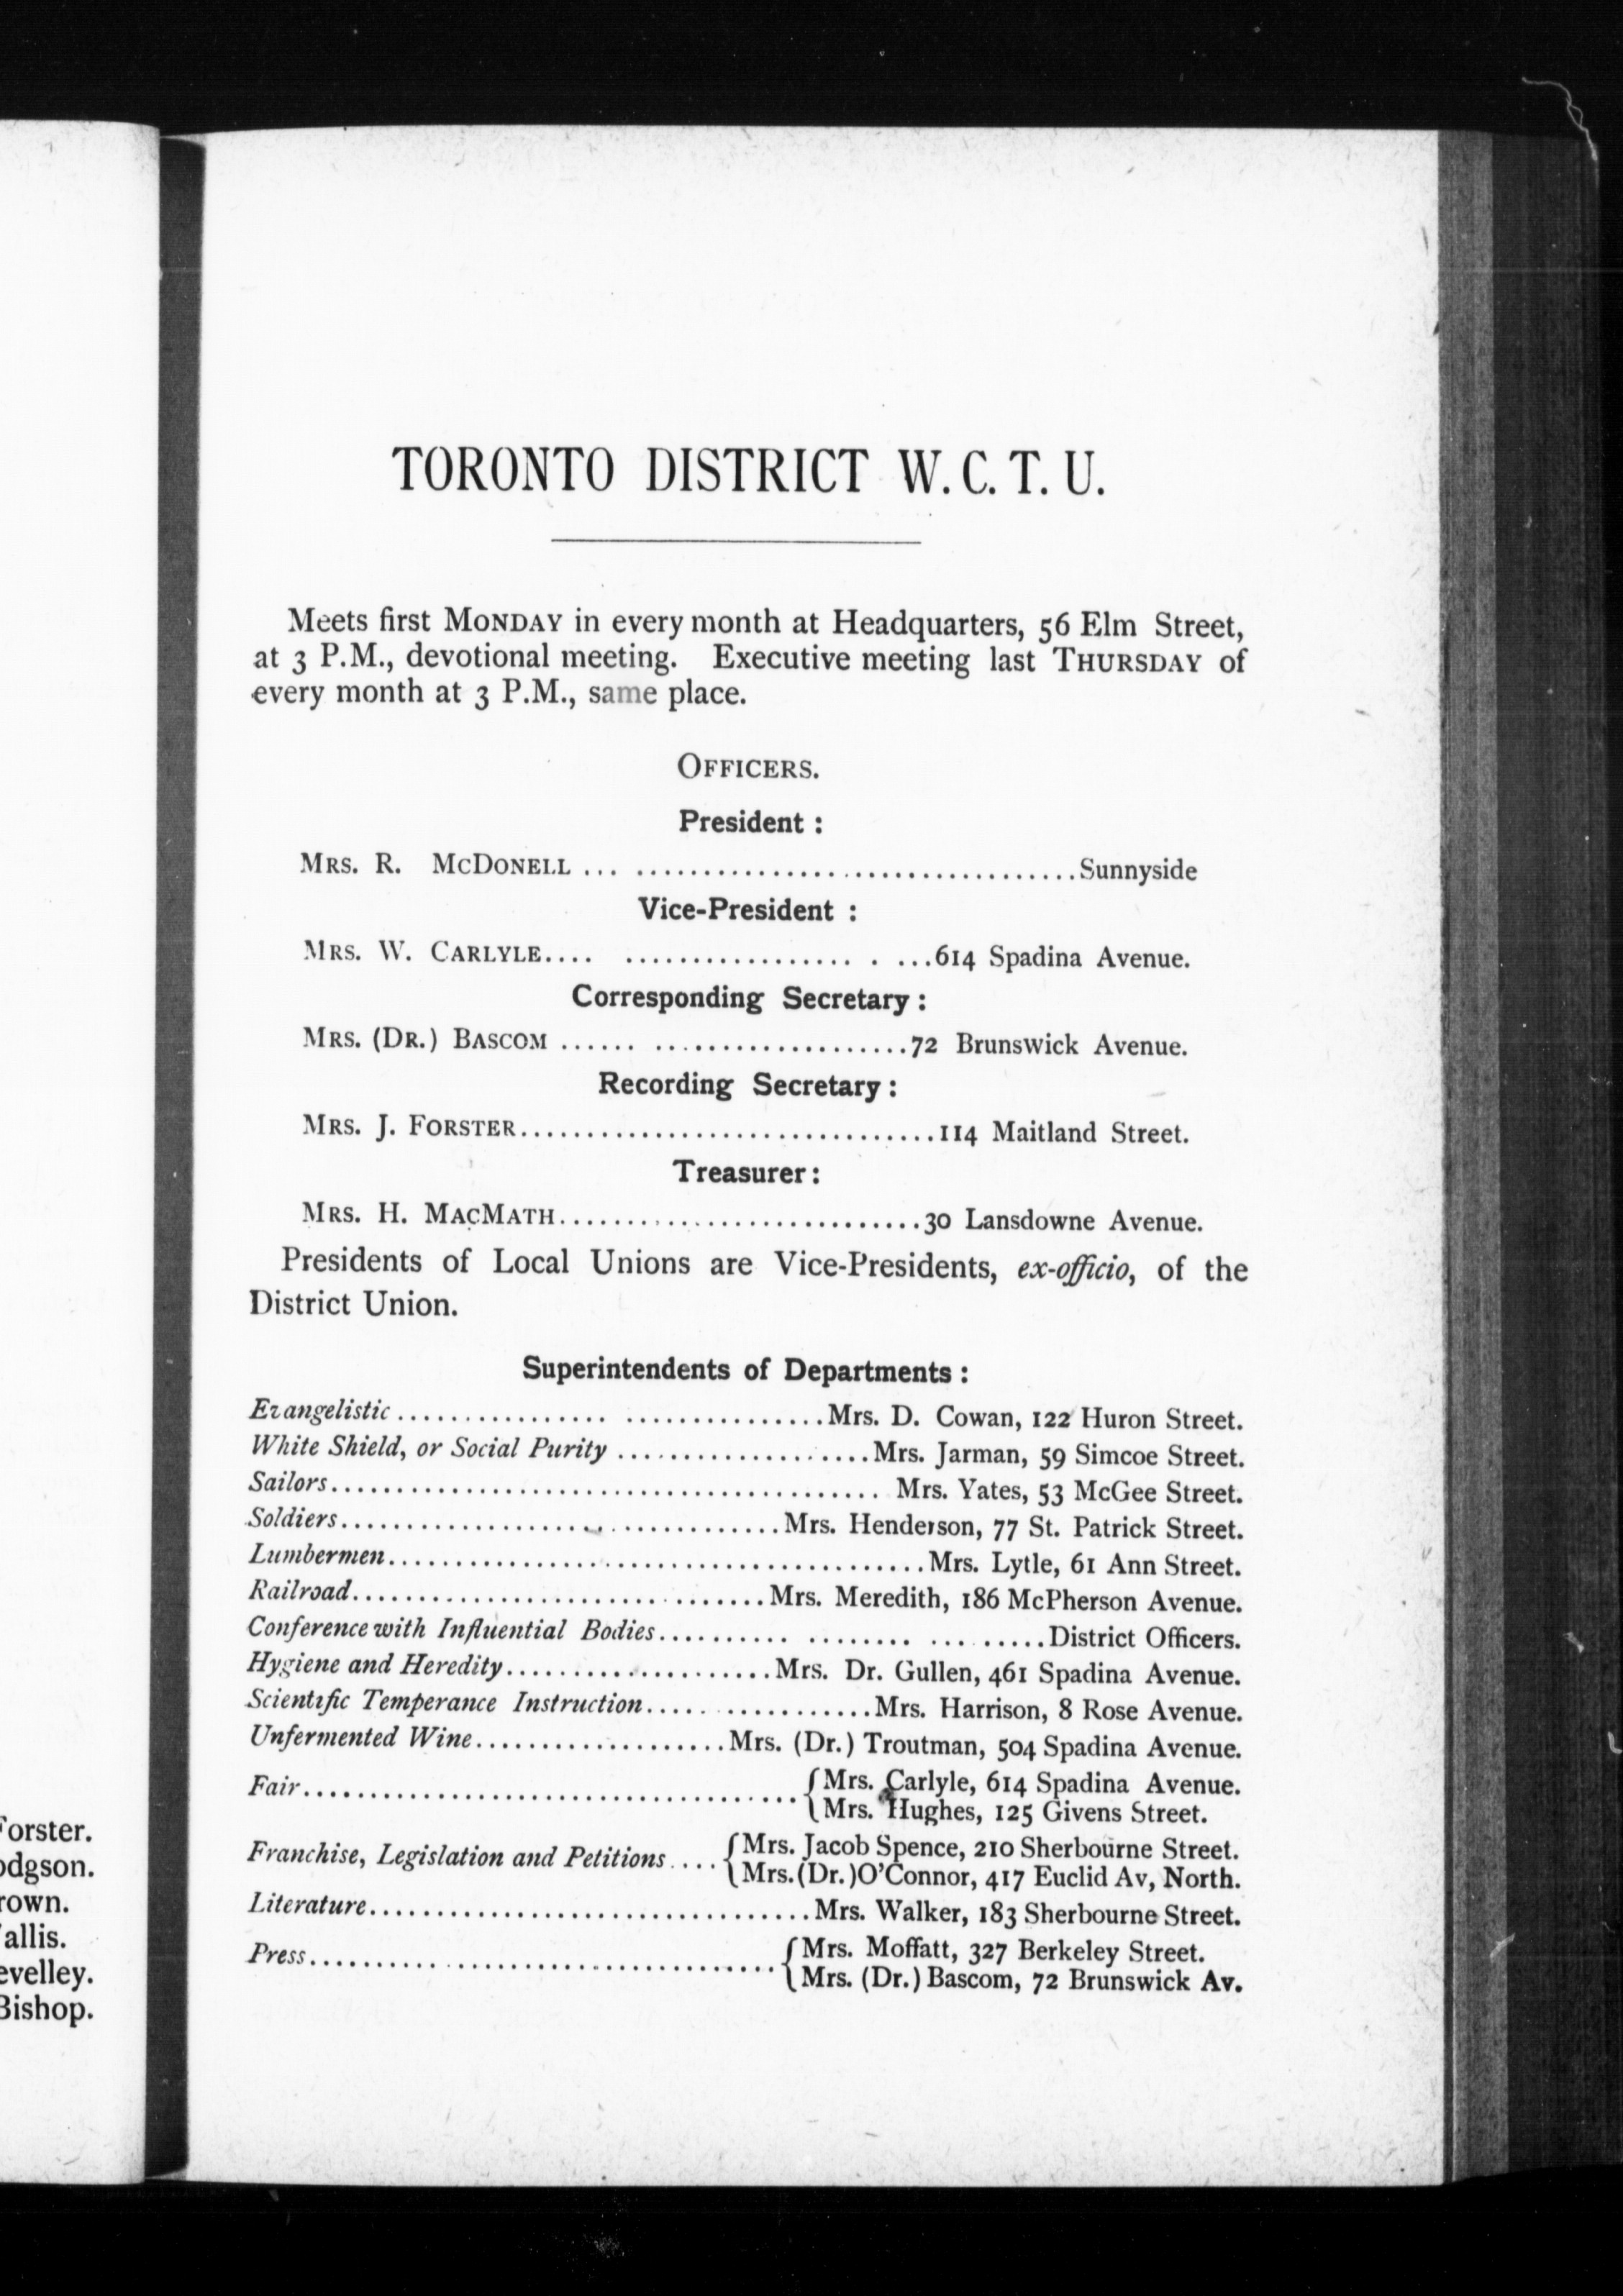 TORONTO DISTRICT W. C. T. U.
Meets first MONDAY in every month at Headquarters, 56 Elm Street,
at 3 P.M., devotional meeting. Executive meeting last THURSDAY of
every month at 3 P.M., same place.
OFFICERS.
President :
MRS. R. MCDONELL ... .................................Sunnyside
Vice-President :
MRS. W. CARLYLE.... ................. . ...614 Spadina Avenue.
Corresponding Secretary :
MRS. (DR.) BASCOM ...... ...................72 Brunswick Avenue.
Recording Secretary :
MRS. J. FORSTER...............................114 Maitland Street.
Treasurer :
MRS. H. MACMATH...........................30 Lansdowne Avenue.
Presidents of Local Unions are Vice-Presidents, ex-officio, of the
District Union.
Superintendents of Departments :
Evangelistic ................ ...............Mrs. D. Cowan, 122 Huron Street.
White Shield, or Social Purity ...................Mrs. Jarman, 59 Simcoe Street.
Sailors......................................... Mrs. Yates, 53 McGee Street.
Soldiers.................................Mrs. Henderson, 77 St. Patrick Street.
Lumbermen........................................Mrs. Lytle, 61 Ann Street.
Railroad...............................Mrs. Meredith, 186 McPherson Avenue.
Conference with Influential Bodies.......... ........ ... .....District Officers.
Hygiene and Heredity....................Mrs. Dr. Gullen, 461 Spadina Avenue.
Scientific Temperance Instruction..... ...........Mrs. Harrison, 8 Rose Avenue.
Unfermented Wine...................Mrs. (Dr.) Troutman, 504 Spadina Avenue.
Fair......................................{Mrs. Carlyle, 614 Spadina Avenue.
{Mrs. Hughes, 125 Givens Street.
Franchise, Legislation and Petitions.... {Mrs. Jacob Spence, 210 Sherbourne Street.
{Mrs. (Dr.) O'Connor, 417 Euclid Av, North.
Literature.................................Mrs. Walker, 183 Sherbourne Street.
Press.......... .........................{Mrs. Moffatt, 327 Berkeley Street.
{Mrs. (Dr.) Bascom, 72 Brunswick Av.
orster.
odgson.
rown.
allis.
evelley.
Bishop.